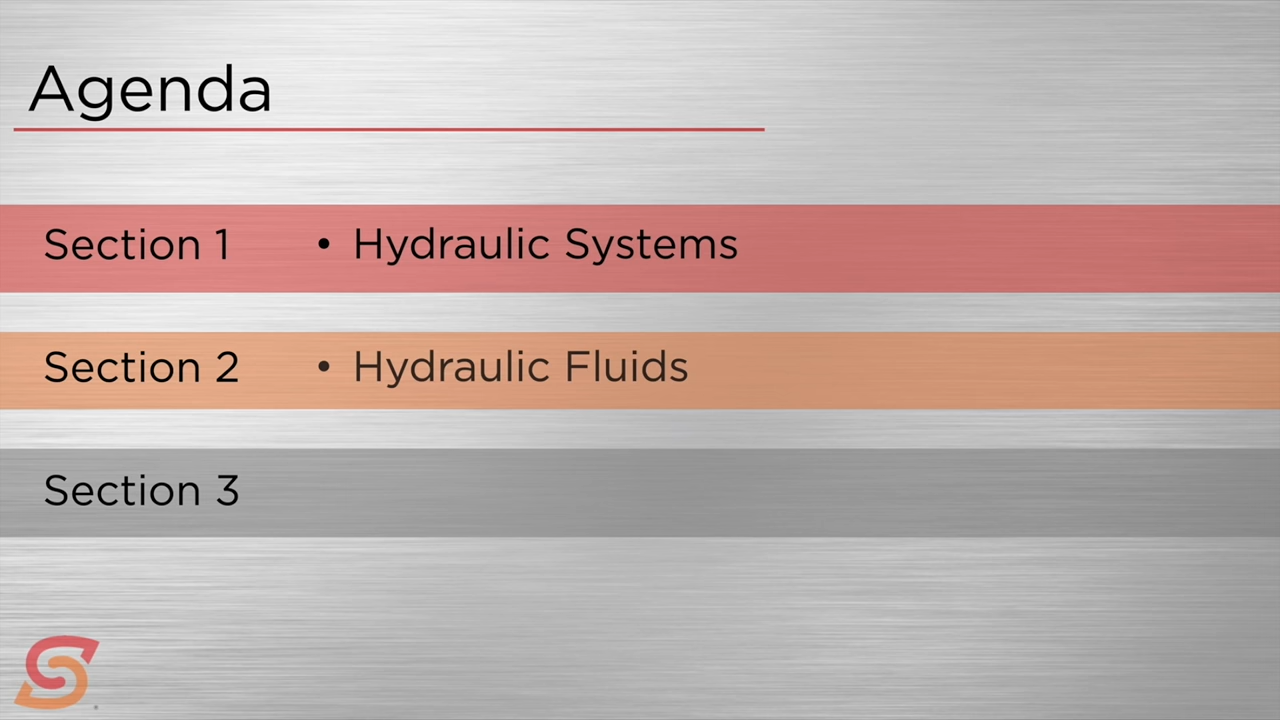 Agenda
Section 1 • Hydraulic Systems
Section 2 • Hydraulic Fluids
Section 3